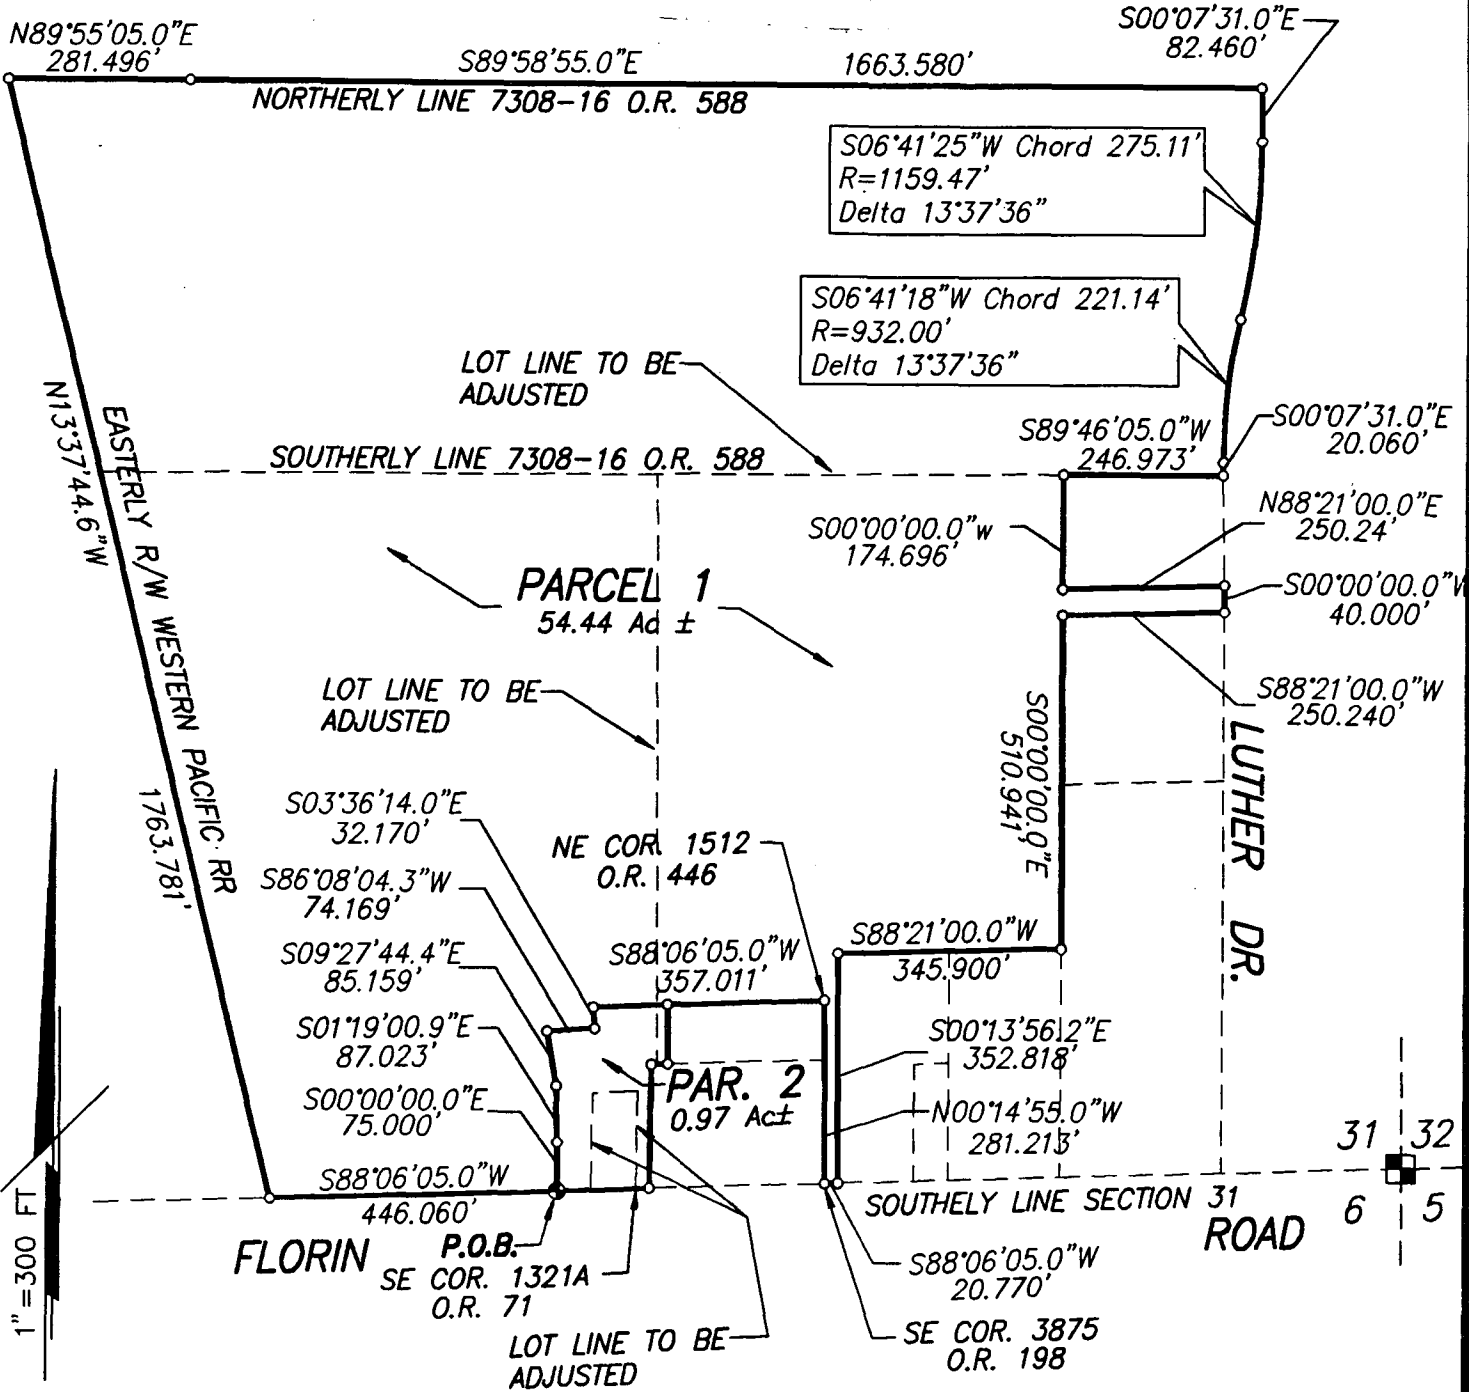 N89°55'05.0"E
281.496'
S89°58'55.0"E
1663.580'
S00°07'31.0"E
82.460'
NORTHERLY LINE 7308-16 O.R. 588
S06°41'25"W Chord 275.11'
R=1159.47'
Delta 13°37'36"
S06°41'18"W Chord 221.14'
R=932.00'
Delta 13°37'36"
LOT LINE TO BE
ADJUSTED
S89°46'05.0"W
246.973'
S00°07'31.0"E
20.060'
SOUTHERLY LINE 7308-16 O.R. 588
N13°37'44.6"W
EASTERLY R/W WESTERN PACIFIC RR
1763.781'
S00°00'00.0"w
174.696'
N88°21'00.0"E
250.24'
S00°00'00.0"W
40.000'
PARCEL 1
54.44 Ac ±
S88°21'00.0"W
250.240'
LOT LINE TO BE
ADJUSTED
S00°00'00.0"E
510.941'
LUTHER DR.
S03°36'14.0"E
32.170'
NE COR. 1512
O.R. 446
S86°08'04.3"W
74.169'
S88°06'05.0"W
357.011'
S88°21'00.0"W
345.900'
S09°27'44.4"E
85.159'
S01°19'00.9"E
87.023'
S00°13'56.2"E
352.818'
PAR. 2
0.97 Ac±
S00°00'00.0"E
75.000'
N00°14'55.0"W
281.213'
31 32
6 5
S88°06'05.0"W
446.060'
SOUTHELY LINE SECTION 31
FLORIN
ROAD
P.O.B.
SE COR. 1321A
O.R. 71
S88°06'05.0"W
20.770'
LOT LINE TO BE
ADJUSTED
SE COR. 3875
O.R. 198
1"=300 FT